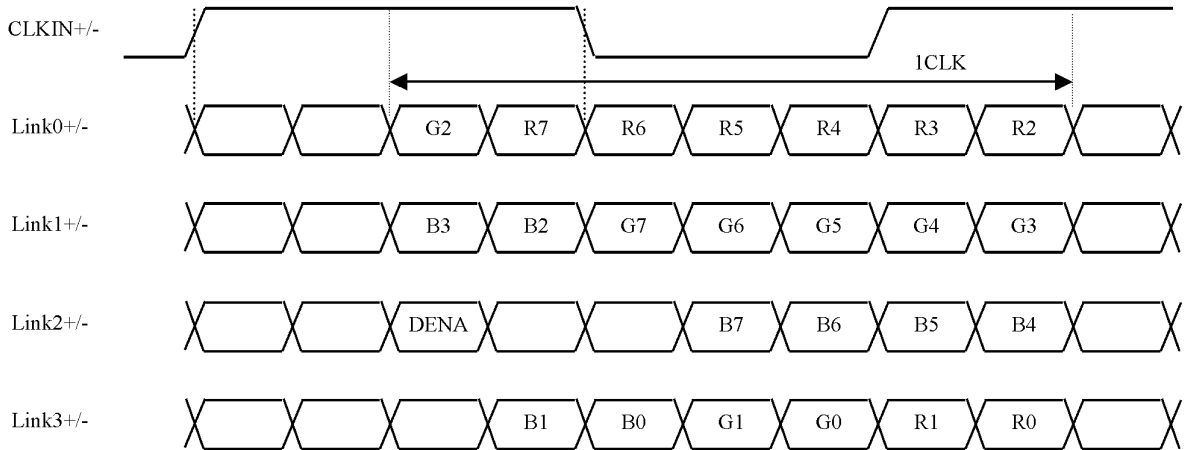 CLKIN+/-
1CLK
Link0+/- G2 R7 R6 R5 R4 R3 R2
Link1+/- B3 B2 G7 G6 G5 G4 G3
Link2+/- DENA B7 B6 B5 B4
Link3+/- B1 B0 G1 G0 R1 R0